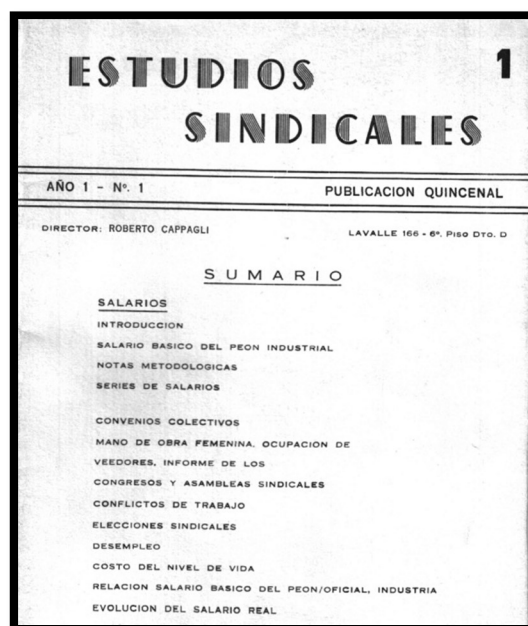 ESTUDIOS 1
SINDICALES
AÑO 1 - Nº. 1 PUBLICACION QUINCENAL
DIRECTOR: ROBERTO CAPPAGLI LAVALLE 166 - 6º. PISO DTO. D
SUMARIO
SALARIOS
INTRODUCCION
SALARIO BASICO DEL PEON INDUSTRIAL
NOTAS METODOLOGICAS
SERIES DE SALARIOS
CONVENIOS COLECTIVOS
MANO DE OBRA FEMENINA, OCUPACION DE
VEEDORES, INFORME DE LOS
CONGRESOS Y ASAMBLEAS SINDICALES
CONFLICTOS DE TRABAJO
ELECCIONES SINDICALES
DESEMPLEO
COSTO DEL NIVEL DE VIDA
RELACION SALARIO BASICO DEL PEON/OFICIAL, INDUSTRIA
EVOLUCION DEL SALARIO REAL